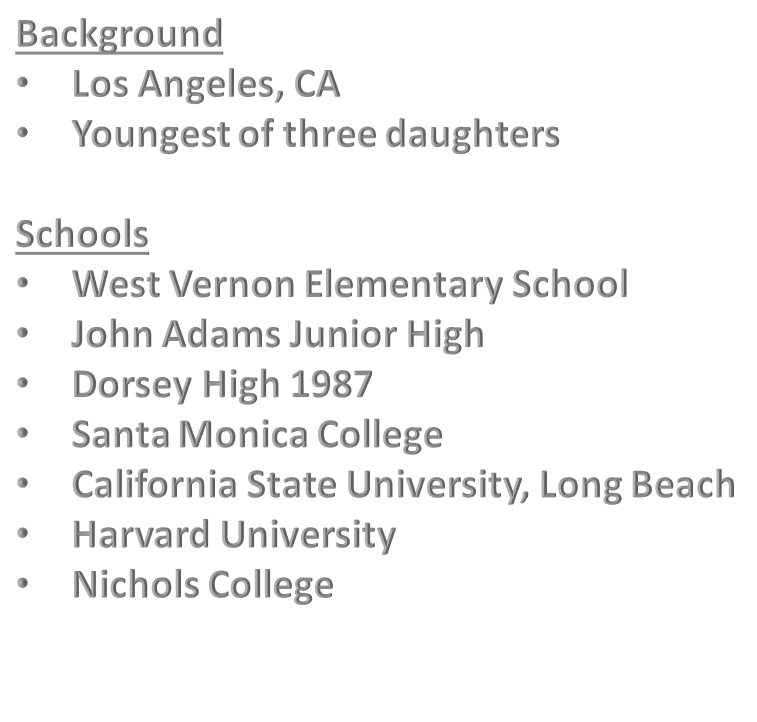 Background
• Los Angeles, CA
• Youngest of three daughters
Schools
• West Vernon Elementary School
• John Adams Junior High
• Dorsey High 1987
• Santa Monica College
• California State University, Long Beach
• Harvard University
• Nichols College